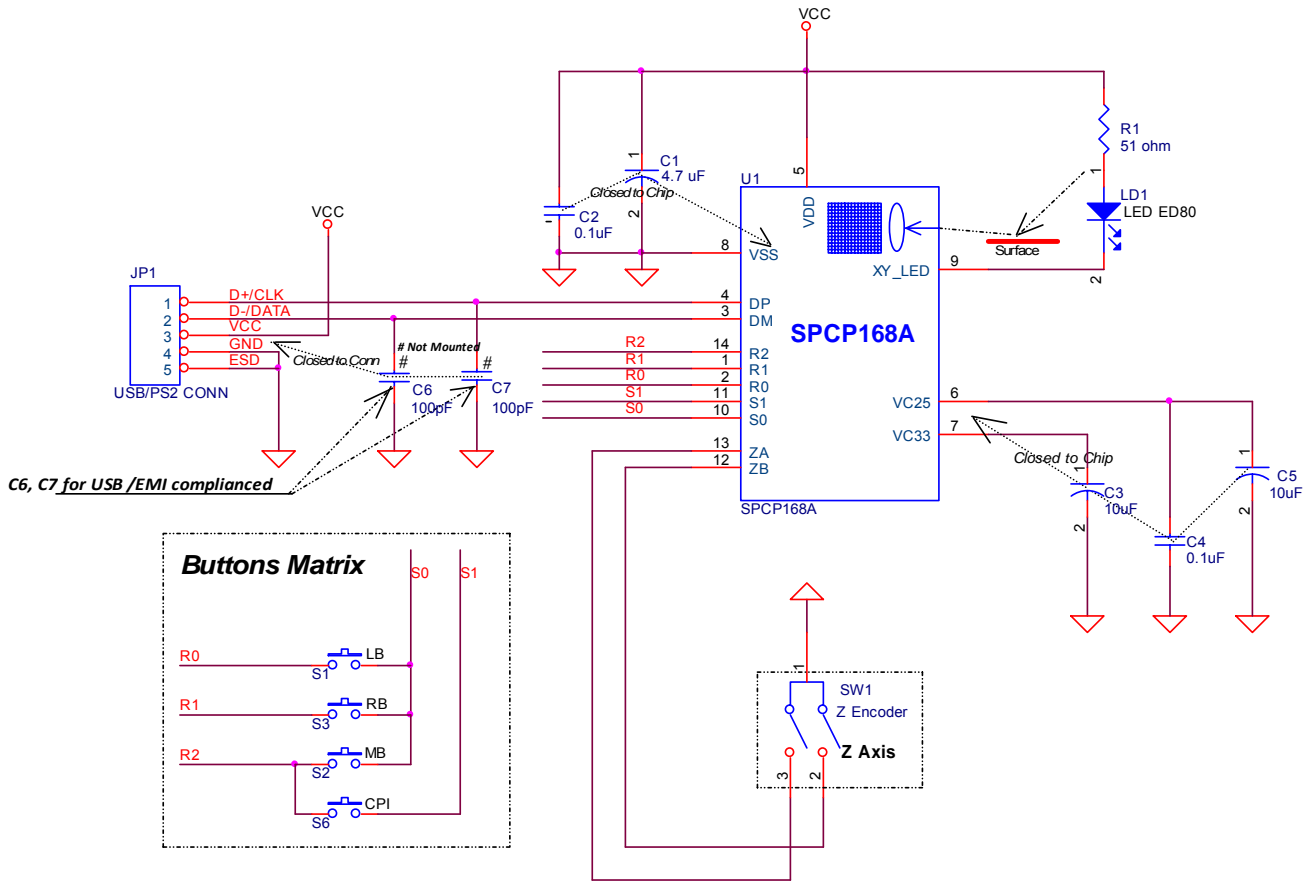 VCC
R1
51 ohm
1
LD1
LED ED80
2
1
C1
4.7 uF
2
Closed to Chip
C2
0.1uF
U1
5
VDD
8
VSS
Surface
XY_LED
9
VCC
JP1
1
D+/CLK
2
D-/DATA
3
VCC
4
GND
5
ESD
USB/PS2 CONN
Closed to Conn
# Not Mounted
#
C6
100pF
#
C7
100pF
4
DP
3
DM
SPCP168A
R2
14
R2
R1
1
R1
R0
2
R0
S1
11
S1
S0
10
S0
13
ZA
12
ZB
SPCP168A
VC25
6
VC33
7
Closed to Chip
1
C3
10uF
2
C4
0.1uF
1
C5
10uF
2
C6, C7 for USB /EMI complianced
Buttons Matrix
S0
S1
R0
S1
LB
R1
S3
RB
R2
S2
MB
S6
CPI
1
SW1
Z Encoder
Z Axis
3
2